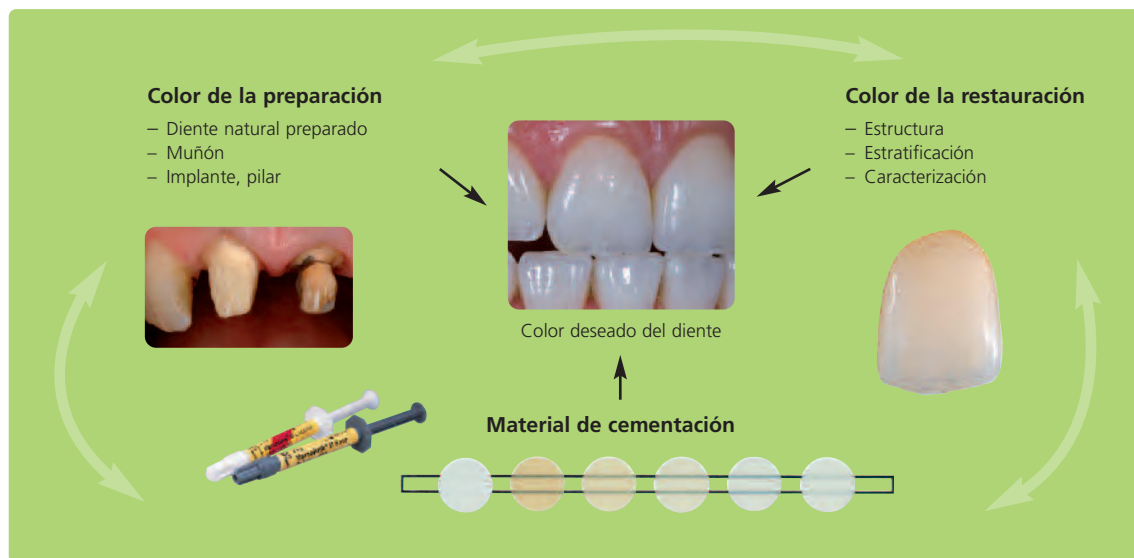 Color de la preparación
– Diente natural preparado
– Muñón
– Implante, pilar
Color de la restauración
– Estructura
– Estratificación
– Caracterización
Color deseado del diente
Material de cementación